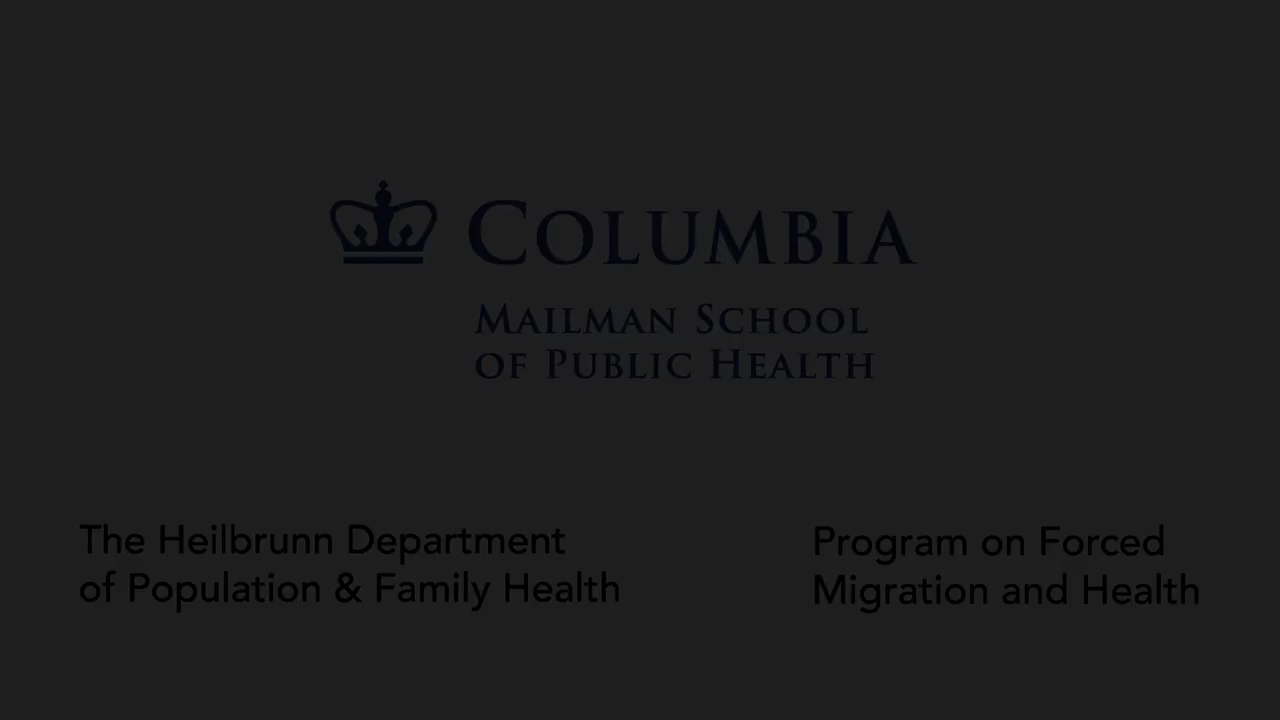 COLUMBIA
MAILMAN SCHOOL
OF PUBLIC HEALTH
The Heilbrunn Department
of Population & Family Health
Program on Forced
Migration and Health